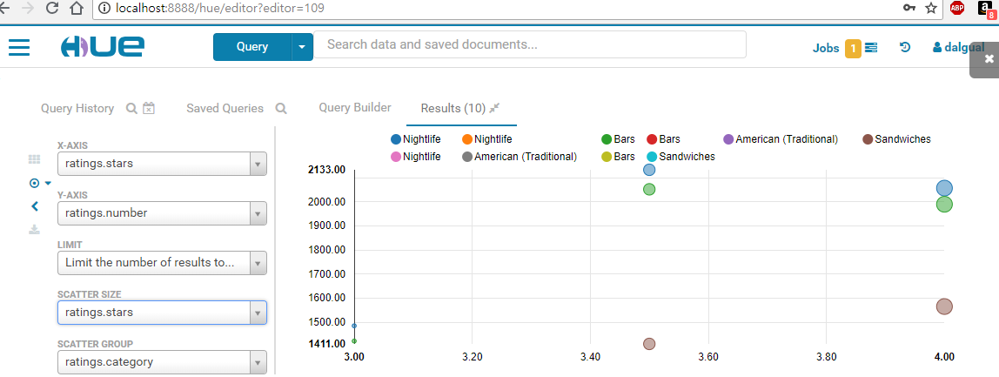 localhost:8888/hue/editor?editor=109
ABP
a
8
HUE
Query
Search data and saved documents...
Jobs 1
dalgual
Query History
Saved Queries
Query Builder
Results (10)
X-AXIS
ratings.stars
Y-AXIS
ratings.number
LIMIT
Limit the number of results to...
SCATTER SIZE
ratings.stars
SCATTER GROUP
ratings.category
Nightlife Nightlife Bars Bars American (Traditional) Sandwiches
Nightlife American (Traditional) Bars Sandwiches
2133.00
2000.00
1900.00
1800.00
1700.00
1600.00
1500.00
1411.00
3.00 3.20 3.40 3.60 3.80 4.00